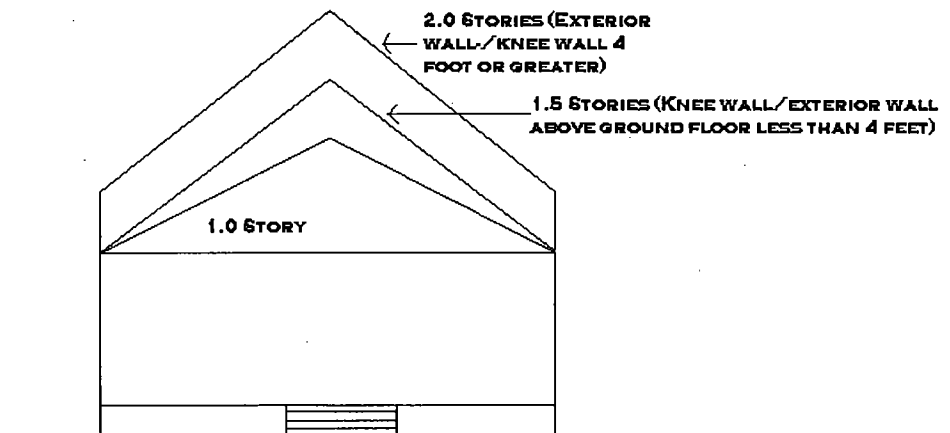 2.0 STORIES (EXTERIOR
WALL-/KNEE WALL 4
FOOT OR GREATER)
1.5 STORIES (KNEE WALL/EXTERIOR WALL
ABOVE GROUND FLOOR LESS THAN 4 FEET)
1.0 STORY